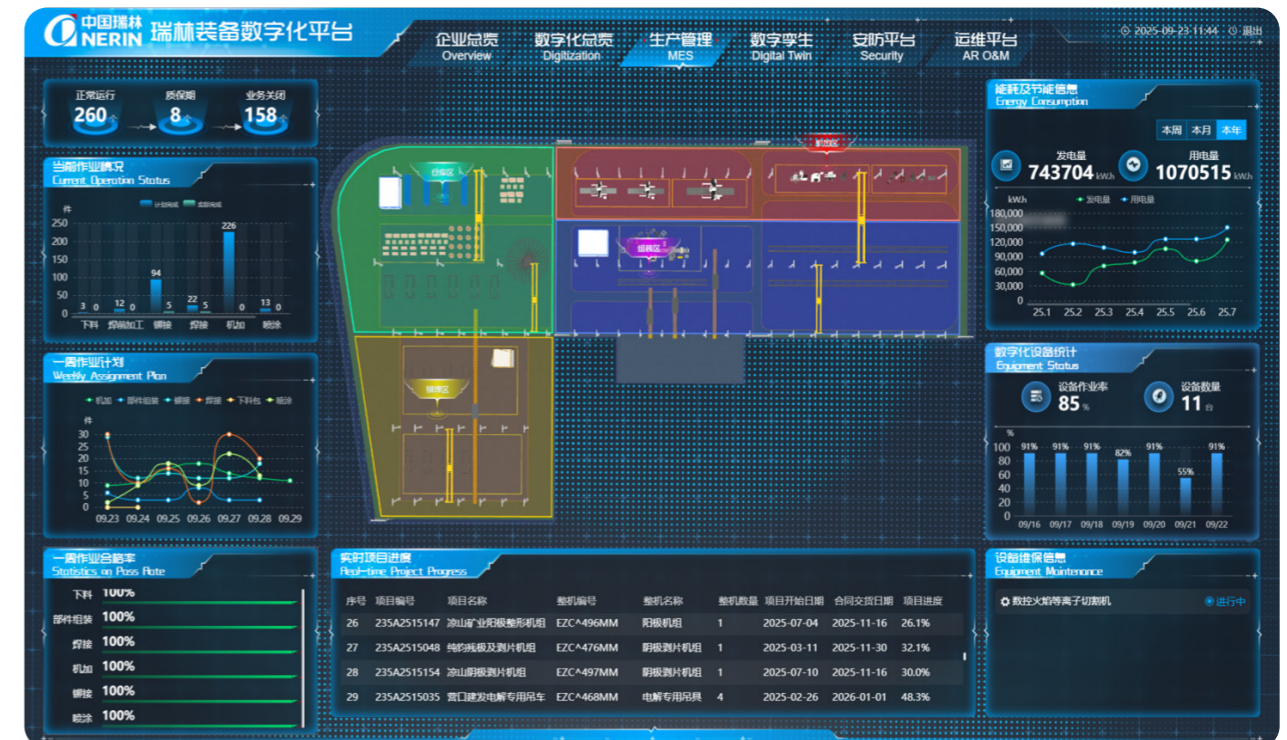 中国瑞林
NERIN
瑞林装备数字化平台
企业总览
Overview
数字化总览
Digitization
生产管理
MES
数字孪生
Digital Twin
安防平台
Security
运维平台
AR O&M
2025-09-23 11:44 退出
正常运行
260个
质保期
8个
业务关闭
158个
当前作业情况
Current Operation Status
计划完成 实际完成
件
250
200
150
100
50
0
3 0 12 0 94 5 22 5 226 0 13 0
下料 焊前加工 铆接 焊接 机加 喷涂
一周作业计划
Weekly Assignment Plan
机加 部件组装 铆接 焊接 下料包 喷涂
件
30
25
20
15
10
5
0
09.23 09.24 09.25 09.26 09.27 09.28 09.29
一周作业合格率
Statistics on Pass Rate
下料 100%
部件组装 100%
焊接 100%
机加 100%
铆接 100%
喷涂 100%
组装区
实时项目进度
Real-time Project Progress
序号 项目编号 项目名称 整机编号 整机名称 整机数量 项目开始日期 合同交货日期 项目进度
26 235A2515147 凉山矿业阳极整形机组 EZC^496MM 阳极机组 1 2025-07-04 2025-11-16 26.1%
27 235A2515048 纯钧残极及剥片机组 EZC^476MM 阴极剥片机组 1 2025-03-11 2025-11-30 32.1%
28 235A2515154 凉山阴极剥片机组 EZC^497MM 阴极剥片机组 1 2025-07-10 2025-11-16 30.0%
29 235A2515035 营口建发电解专用吊车 EZC^468MM 电解专用吊具 4 2025-02-26 2026-01-01 48.3%
能耗及节能信息
Energy Consumption
本周 本月 本年
发电量
743704 kW.h
用电量
1070515 kW.h
kW.h
发电量 用电量
180,000
150,000
120,000
90,000
60,000
30,000
0
25.1 25.2 25.3 25.4 25.5 25.6 25.7
数字化设备统计
Equipment Status
设备作业率
85 %
设备数量
11 台
%
100
80
60
40
20
0
91% 91% 91% 82% 91% 55% 91%
09/16 09/17 09/18 09/19 09/20 09/21 09/22
设备维保信息
Equipment Maintenance
数控火焰等离子切割机 进行中